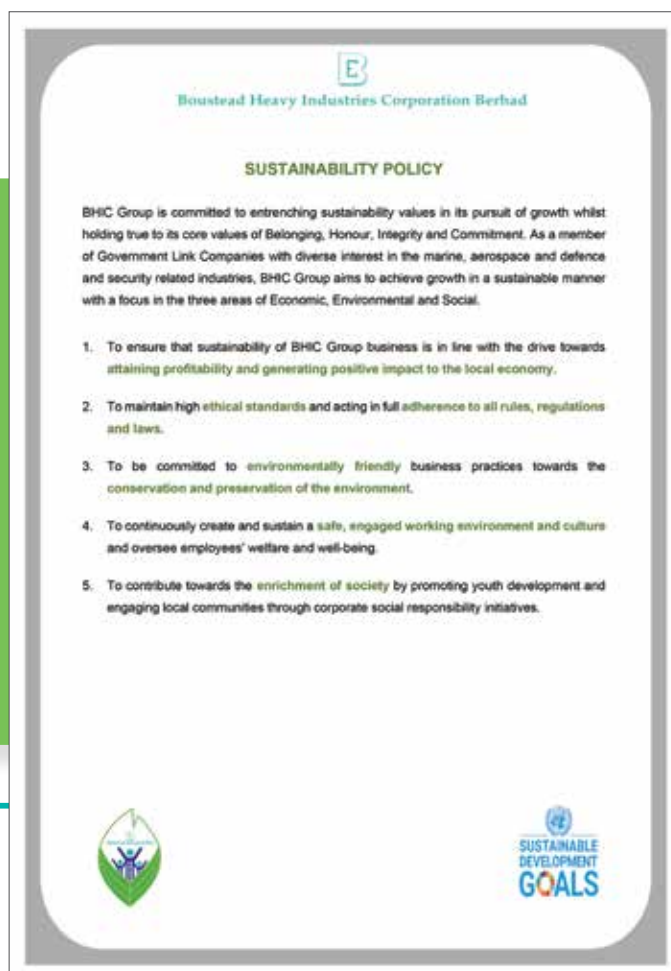 B
Boustead Heavy Industries Corporation Berhad
SUSTAINABILITY POLICY
BHIC Group is committed to entrenching sustainability values in its pursuit of growth whilst
holding true to its core values of Belonging, Honour, Integrity and Commitment. As a member
of Government Link Companies with diverse interest in the marine, aerospace and defence
and security related industries, BHIC Group aims to achieve growth in a sustainable manner
with a focus in the three areas of Economic, Environmental and Social.
1. To ensure that sustainability of BHIC Group business is in line with the drive towards
attaining profitability and generating positive impact to the local economy.
2. To maintain high ethical standards and acting in full adherence to all rules, regulations
and laws.
3. To be committed to environmentally friendly business practices towards the
conservation and preservation of the environment.
4. To continuously create and sustain a safe, engaged working environment and culture
and oversee employees' welfare and well-being.
5. To contribute towards the enrichment of society by promoting youth development and
engaging local communities through corporate social responsibility initiatives.
SUSTAINABLE
DEVELOPMENT
GOALS